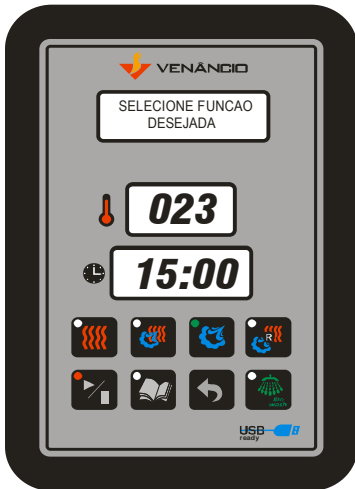 VENÂNCIO
SELECIONE FUNCAO
DESEJADA
023
15:00
R
USB
ready